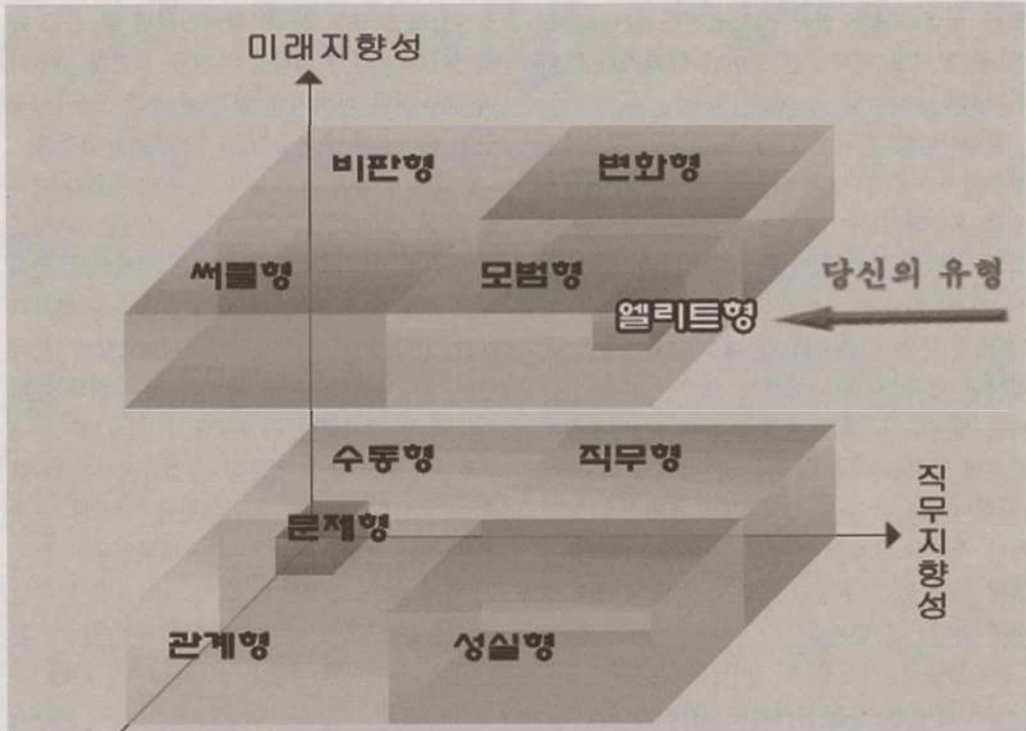 미래지향성
비판형
변화형
써클형
모범형
당신의 유형
엘리트형
수동형
직무형
문제형
직무지향성
관계형
성실형